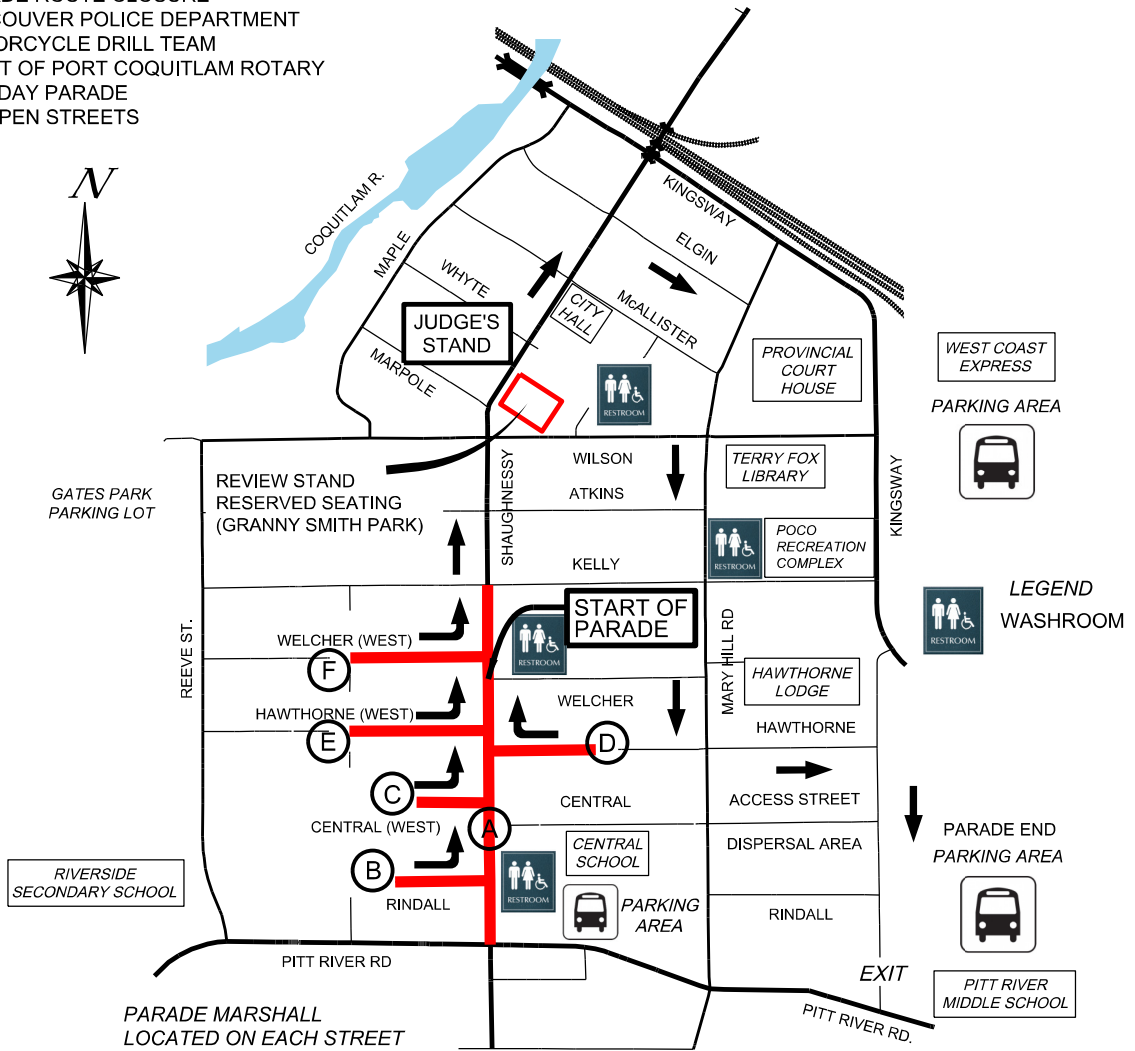 COUVER POLICE DEPARTMENT
ORCYCLE DRILL TEAM
T OF PORT COQUITLAM ROTARY
DAY PARADE
PEN STREETS
N
COQUITLAM R.
KINGSWAY
ELGIN
MAPLE
WHYTE
CITY
HALL
McALLISTER
JUDGE'S
STAND
MARPOLE
PROVINCIAL
COURT
HOUSE
WEST COAST
EXPRESS
PARKING AREA
RESTROOM
WILSON
TERRY FOX
LIBRARY
REVIEW STAND
RESERVED SEATING
(GRANNY SMITH PARK)
GATES PARK
PARKING LOT
SHAUGHNESSY
ATKINS
KINGSWAY
RESTROOM
POCO
RECREATION
COMPLEX
KELLY
START OF
PARADE
LEGEND
WASHROOM
RESTROOM
REEVE ST.
WELCHER (WEST)
F
RESTROOM
MARY HILL RD
HAWTHORNE
LODGE
WELCHER
HAWTHORNE (WEST)
E
D
HAWTHORNE
C
CENTRAL
ACCESS STREET
CENTRAL (WEST)
A
DISPERSAL AREA
PARADE END
PARKING AREA
CENTRAL
SCHOOL
B
RIVERSIDE
SECONDARY SCHOOL
RESTROOM
RINDALL
PARKING
AREA
RINDALL
PITT RIVER RD
EXIT
PITT RIVER
MIDDLE SCHOOL
PITT RIVER RD.
PARADE MARSHALL
LOCATED ON EACH STREET